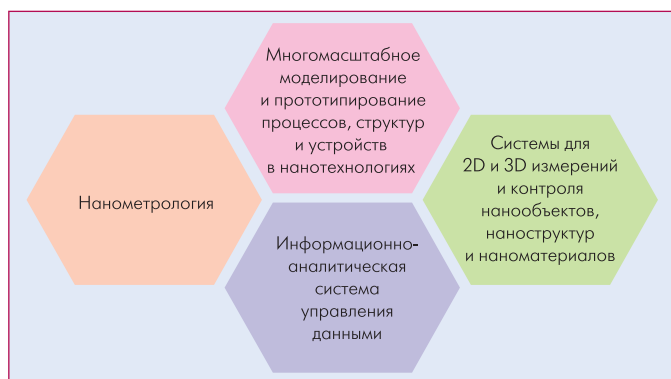 Многомасштабное
моделирование
и прототипирование
процессов, структур
и устройств
в нанотехнологиях
Нанометрология
Системы для
2D и 3D измерений
и контроля
нанообъектов,
наноструктур
и наноматериалов
Информационно-
аналитическая
система
управления
данными